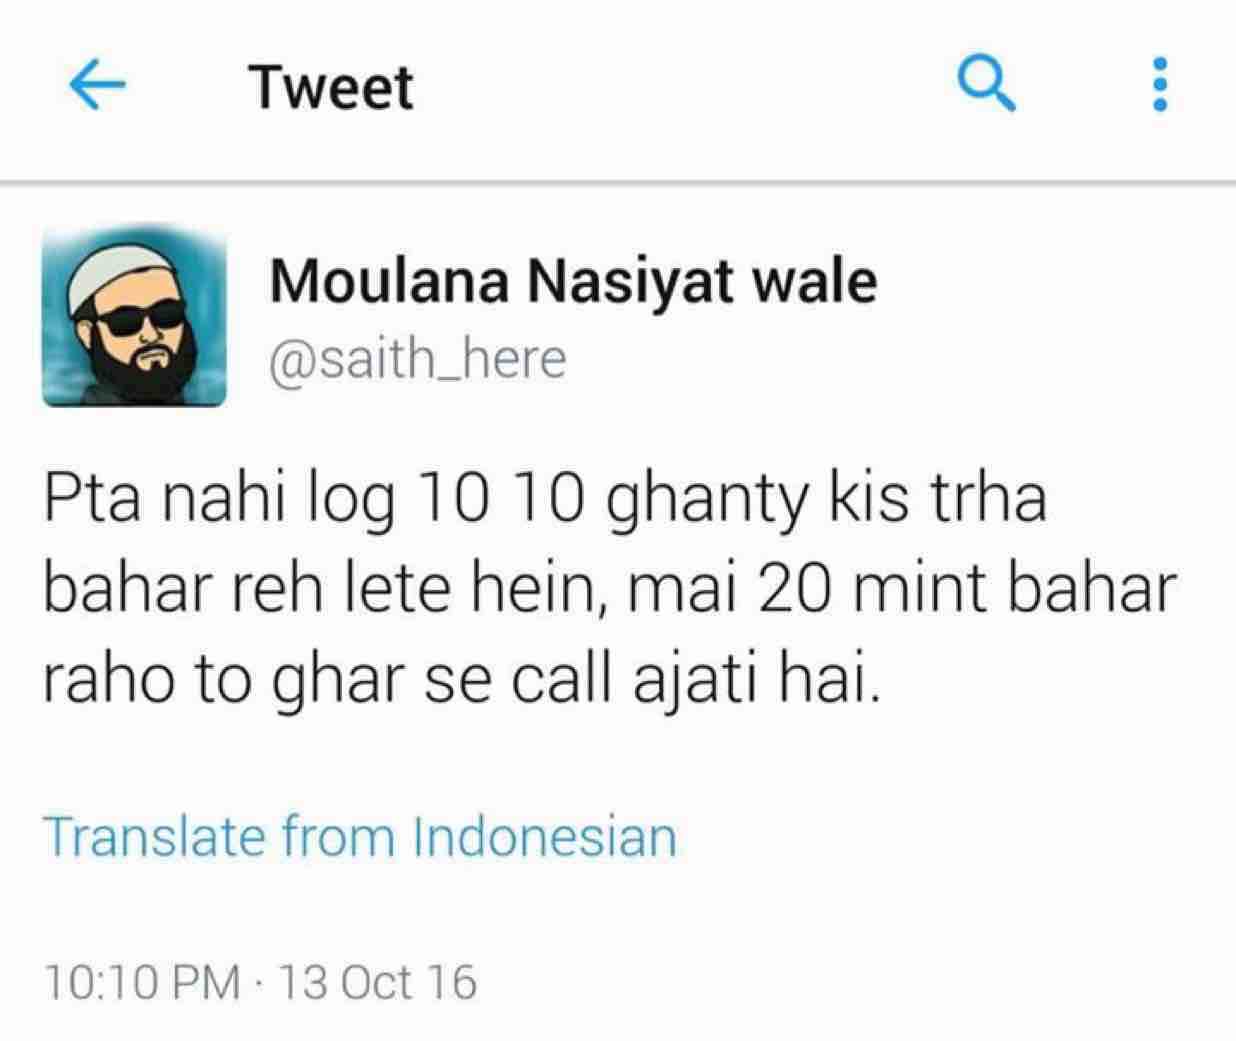 Tweet
Moulana Nasiyat wale
@saith_here
Pta nahi log 10 10 ghanty kis trha
bahar reh lete hein, mai 20 mint bahar
raho to ghar se call ajati hai.
Translate from Indonesian
10:10 PM · 13 Oct 16